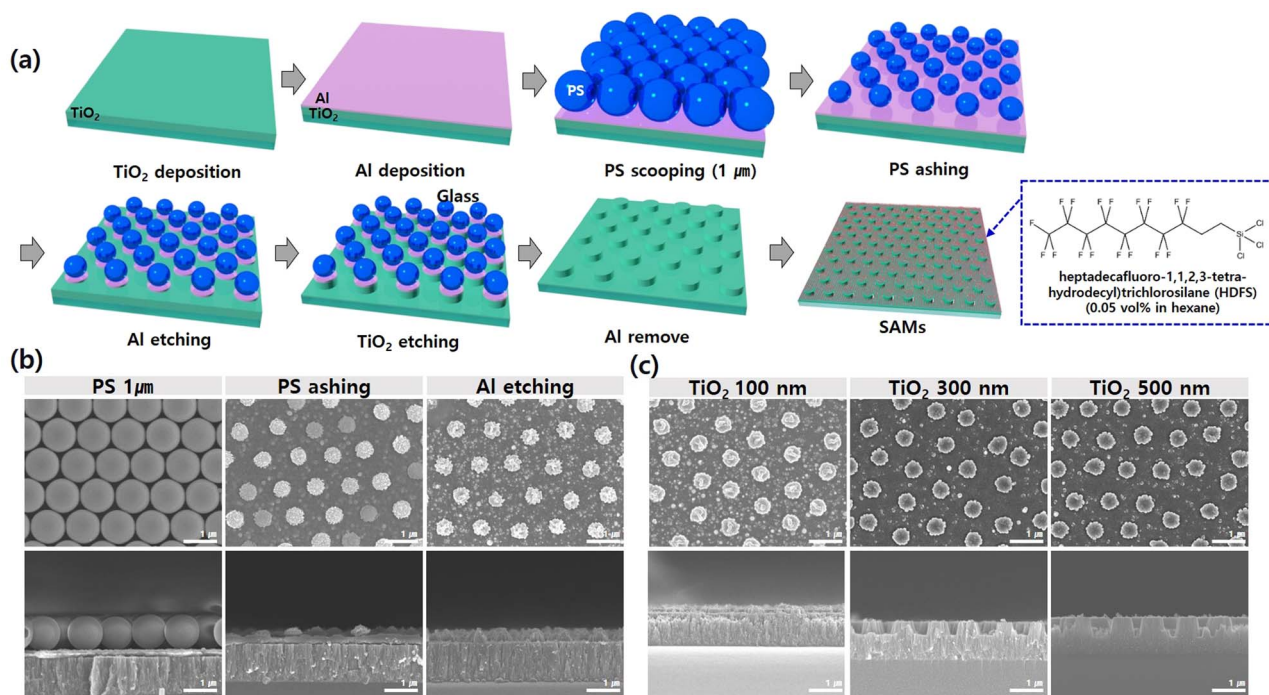 (a)
TiO₂
TiO₂ deposition
Al
TiO₂
Al deposition
PS
PS scooping (1 ㎛)
PS ashing
Al etching
Glass
TiO₂ etching
Al remove
SAMs
F F F F F F F F
F
F F F F F F F F
Si
Cl
Cl
Cl
heptadecafluoro-1,1,2,3-tetra-
hydrodecyl)trichlorosilane (HDFS)
(0.05 vol% in hexane)
(b)
PS 1㎛ PS ashing Al etching
1 ㎛ 1 ㎛ 1 ㎛
1 ㎛ 1 ㎛ 1 ㎛
(c)
TiO₂ 100 nm TiO₂ 300 nm TiO₂ 500 nm
1 ㎛ 1 ㎛ 1 ㎛
1 ㎛ 1 ㎛ 1 ㎛